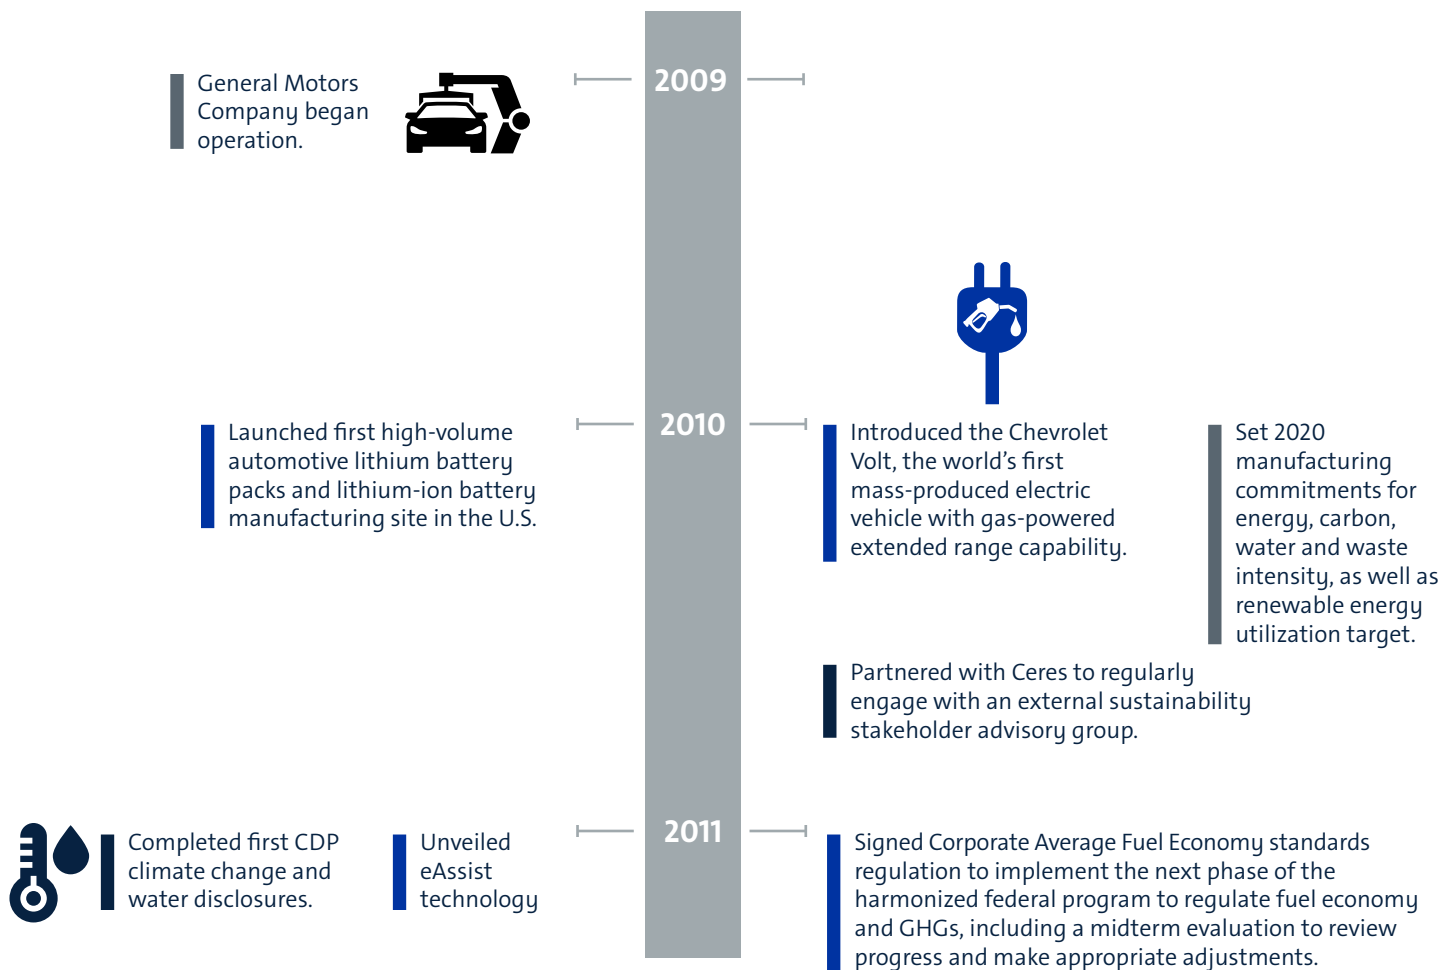 2009
General Motors
Company began
operation.
2010
Launched first high-volume
automotive lithium battery
packs and lithium-ion battery
manufacturing site in the U.S.
Introduced the Chevrolet
Volt, the world’s first
mass-produced electric
vehicle with gas-powered
extended range capability.
Set 2020
manufacturing
commitments for
energy, carbon,
water and waste
intensity, as well as
renewable energy
utilization target.
Partnered with Ceres to regularly
engage with an external sustainability
stakeholder advisory group.
2011
Completed first CDP
climate change and
water disclosures.
Unveiled
eAssist
technology
Signed Corporate Average Fuel Economy standards
regulation to implement the next phase of the
harmonized federal program to regulate fuel economy
and GHGs, including a midterm evaluation to review
progress and make appropriate adjustments.